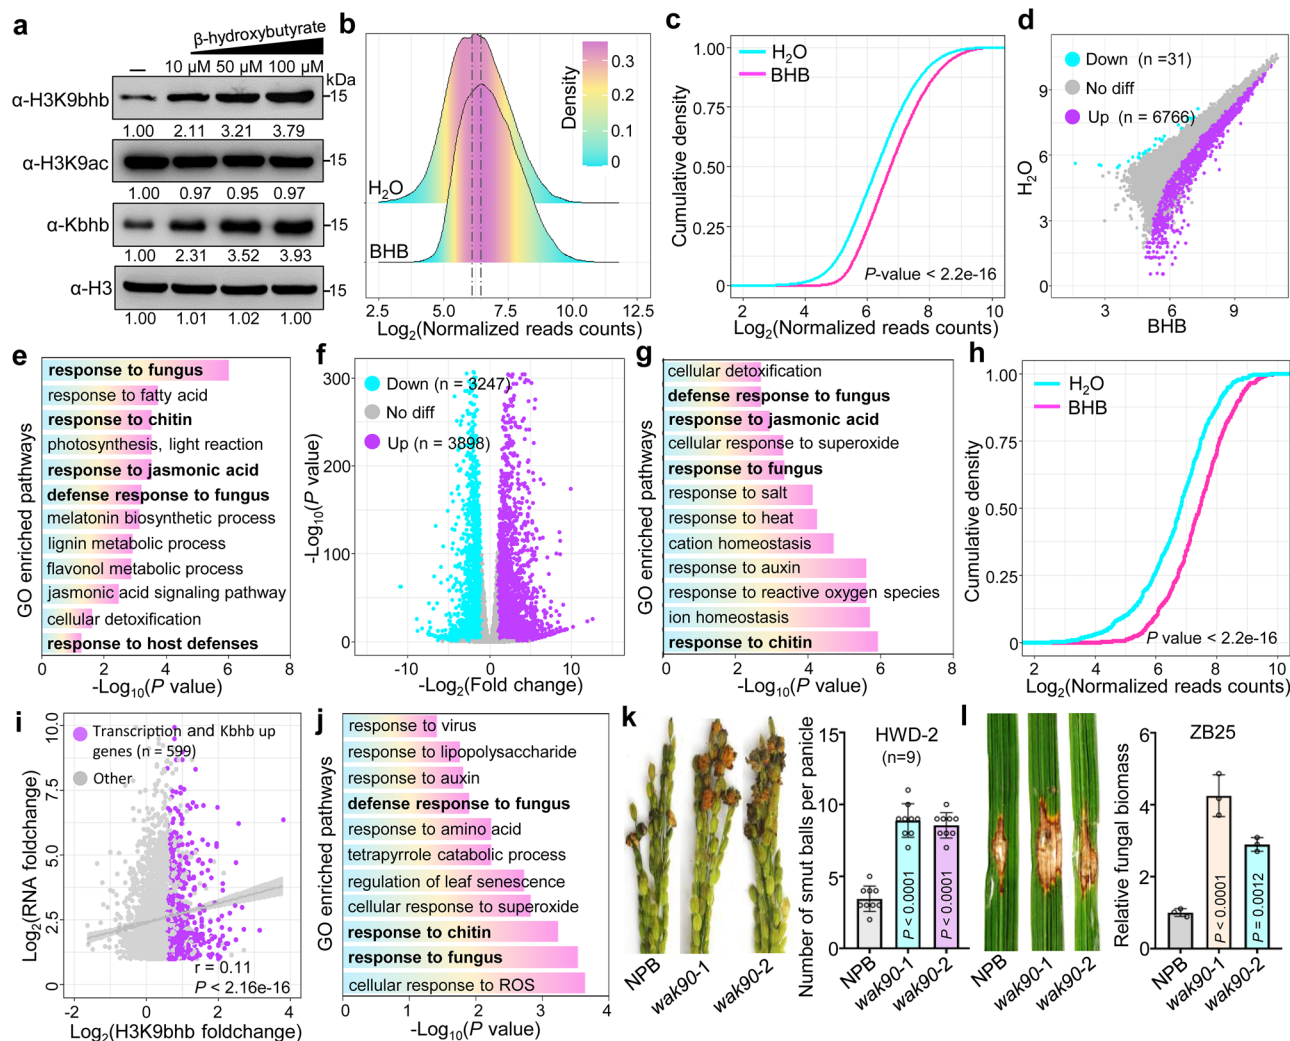 a
β-hydroxybutyrate
— 10 μM 50 μM 100 μM kDa
α-H3K9bhb -15
1.00 2.11 3.21 3.79
α-H3K9ac -15
1.00 0.97 0.95 0.97
α-Kbhb -15
1.00 2.31 3.52 3.93
α-H3 -15
1.00 1.01 1.02 1.00
b
Density
0.3
0.2
0.1
0
H₂O
BHB
2.5 5.0 7.5 10.0 12.5
Log₂(Normalized reads counts)
c
Cumulative density
1.00
0.75
0.50
0.25
0
H₂O
BHB
P-value < 2.2e-16
2 4 6 8 10
Log₂(Normalized reads counts)
d
H₂O
9
6
3
0
Down (n =31)
No diff
Up (n = 6766)
3 6 9
BHB
e
GO enriched pathways
response to fungus
response to fatty acid
response to chitin
photosynthesis, light reaction
response to jasmonic acid
defense response to fungus
melatonin biosynthetic process
lignin metabolic process
flavonol metabolic process
jasmonic acid signaling pathway
cellular detoxification
response to host defenses
0 2 4 6 8
-Log₁₀(P value)
f
-Log₁₀(P value)
300
200
100
0
Down (n = 3247)
No diff
Up (n = 3898)
-10 0 10
-Log₂(Fold change)
g
GO enriched pathways
cellular detoxification
defense response to fungus
response to jasmonic acid
cellular response to superoxide
response to fungus
response to salt
response to heat
cation homeostasis
response to auxin
response to reactive oxygen species
ion homeostasis
response to chitin
0 2 4 6 8
-Log₁₀(P value)
h
Cumulative density
1.00
0.75
0.50
0.25
0
H₂O
BHB
P value < 2.2e-16
2 4 6 8 10
Log₂(Normalized reads counts)
i
Log₂(RNA foldchange)
10.0
7.5
5.0
2.5
0
Transcription and Kbhb up
genes (n = 599)
Other
r = 0.11
P < 2.16e-16
-2 0 2 4
Log₂(H3K9bhb foldchange)
j
GO enriched pathways
response to virus
response to lipopolysaccharide
response to auxin
defense response to fungus
response to amino acid
tetrapyrrole catabolic process
regulation of leaf senescence
cellular response to superoxide
response to chitin
response to fungus
cellular response to ROS
0 1 2 3 4
-Log₁₀(P value)
k
NPB wak90-1 wak90-2
Number of smut balls per panicle
15
10
5
0
HWD-2
(n=9)
P < 0.0001
P < 0.0001
NPB wak90-1 wak90-2
l
NPB wak90-1 wak90-2
Relative fungal biomass
6
4
2
0
ZB25
P < 0.0001
P = 0.0012
NPB wak90-1 wak90-2